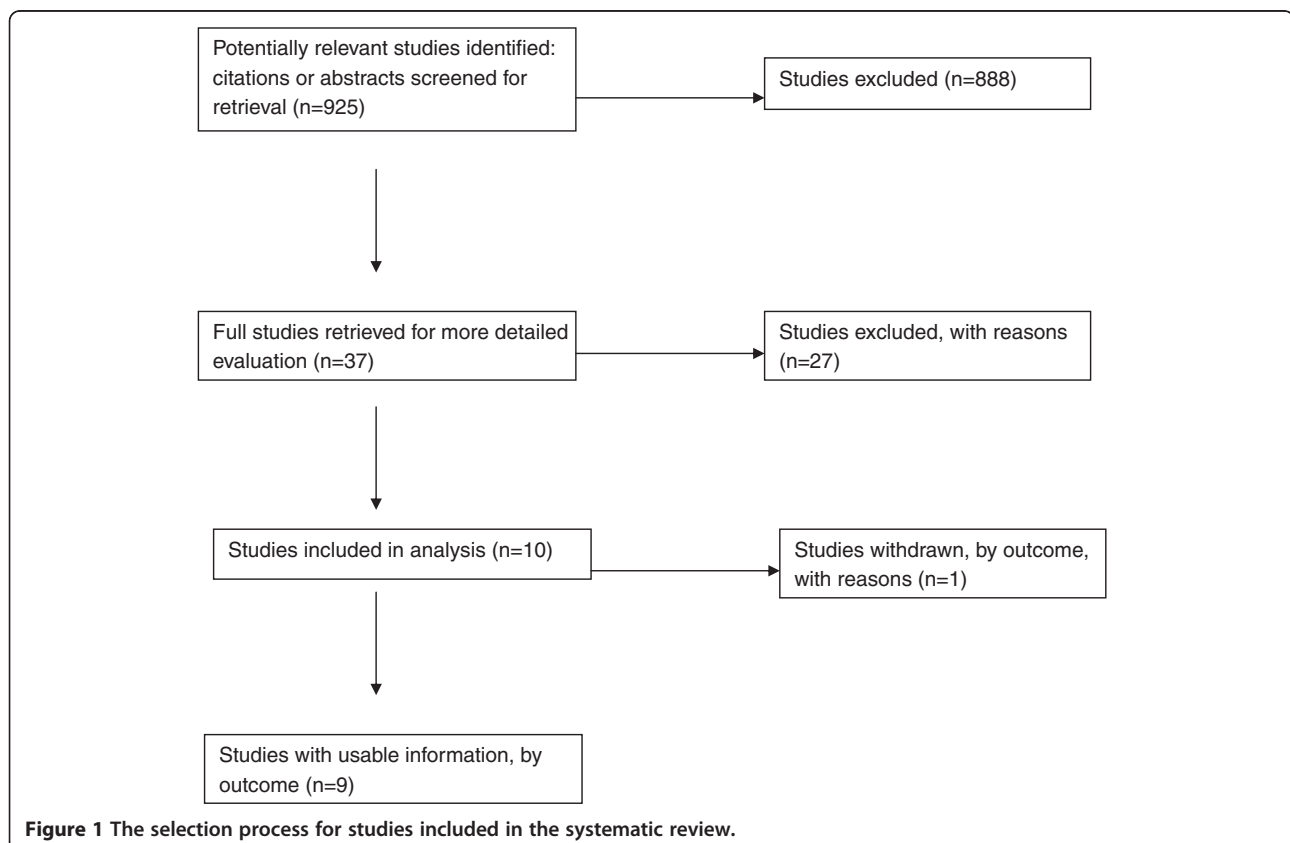 Potentially relevant studies identified:
citations or abstracts screened for
retrieval (n=925)
Studies excluded (n=888)
Full studies retrieved for more detailed
evaluation (n=37)
Studies excluded, with reasons
(n=27)
Studies included in analysis (n=10)
Studies withdrawn, by outcome,
with reasons (n=1)
Studies with usable information, by
outcome (n=9)
Figure 1 The selection process for studies included in the systematic review.